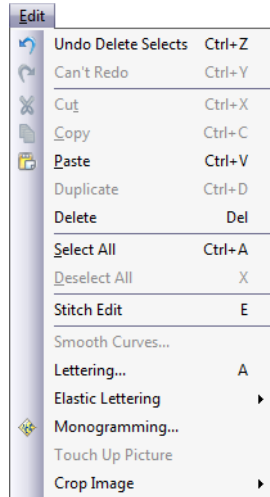 Edit
Undo Delete Selects Ctrl+Z
Can't Redo Ctrl+Y
Cut Ctrl+X
Copy Ctrl+C
Paste Ctrl+V
Duplicate Ctrl+D
Delete Del
Select All Ctrl+A
Deselect All X
Stitch Edit E
Smooth Curves...
Lettering... A
Elastic Lettering
Monogramming...
Touch Up Picture
Crop Image